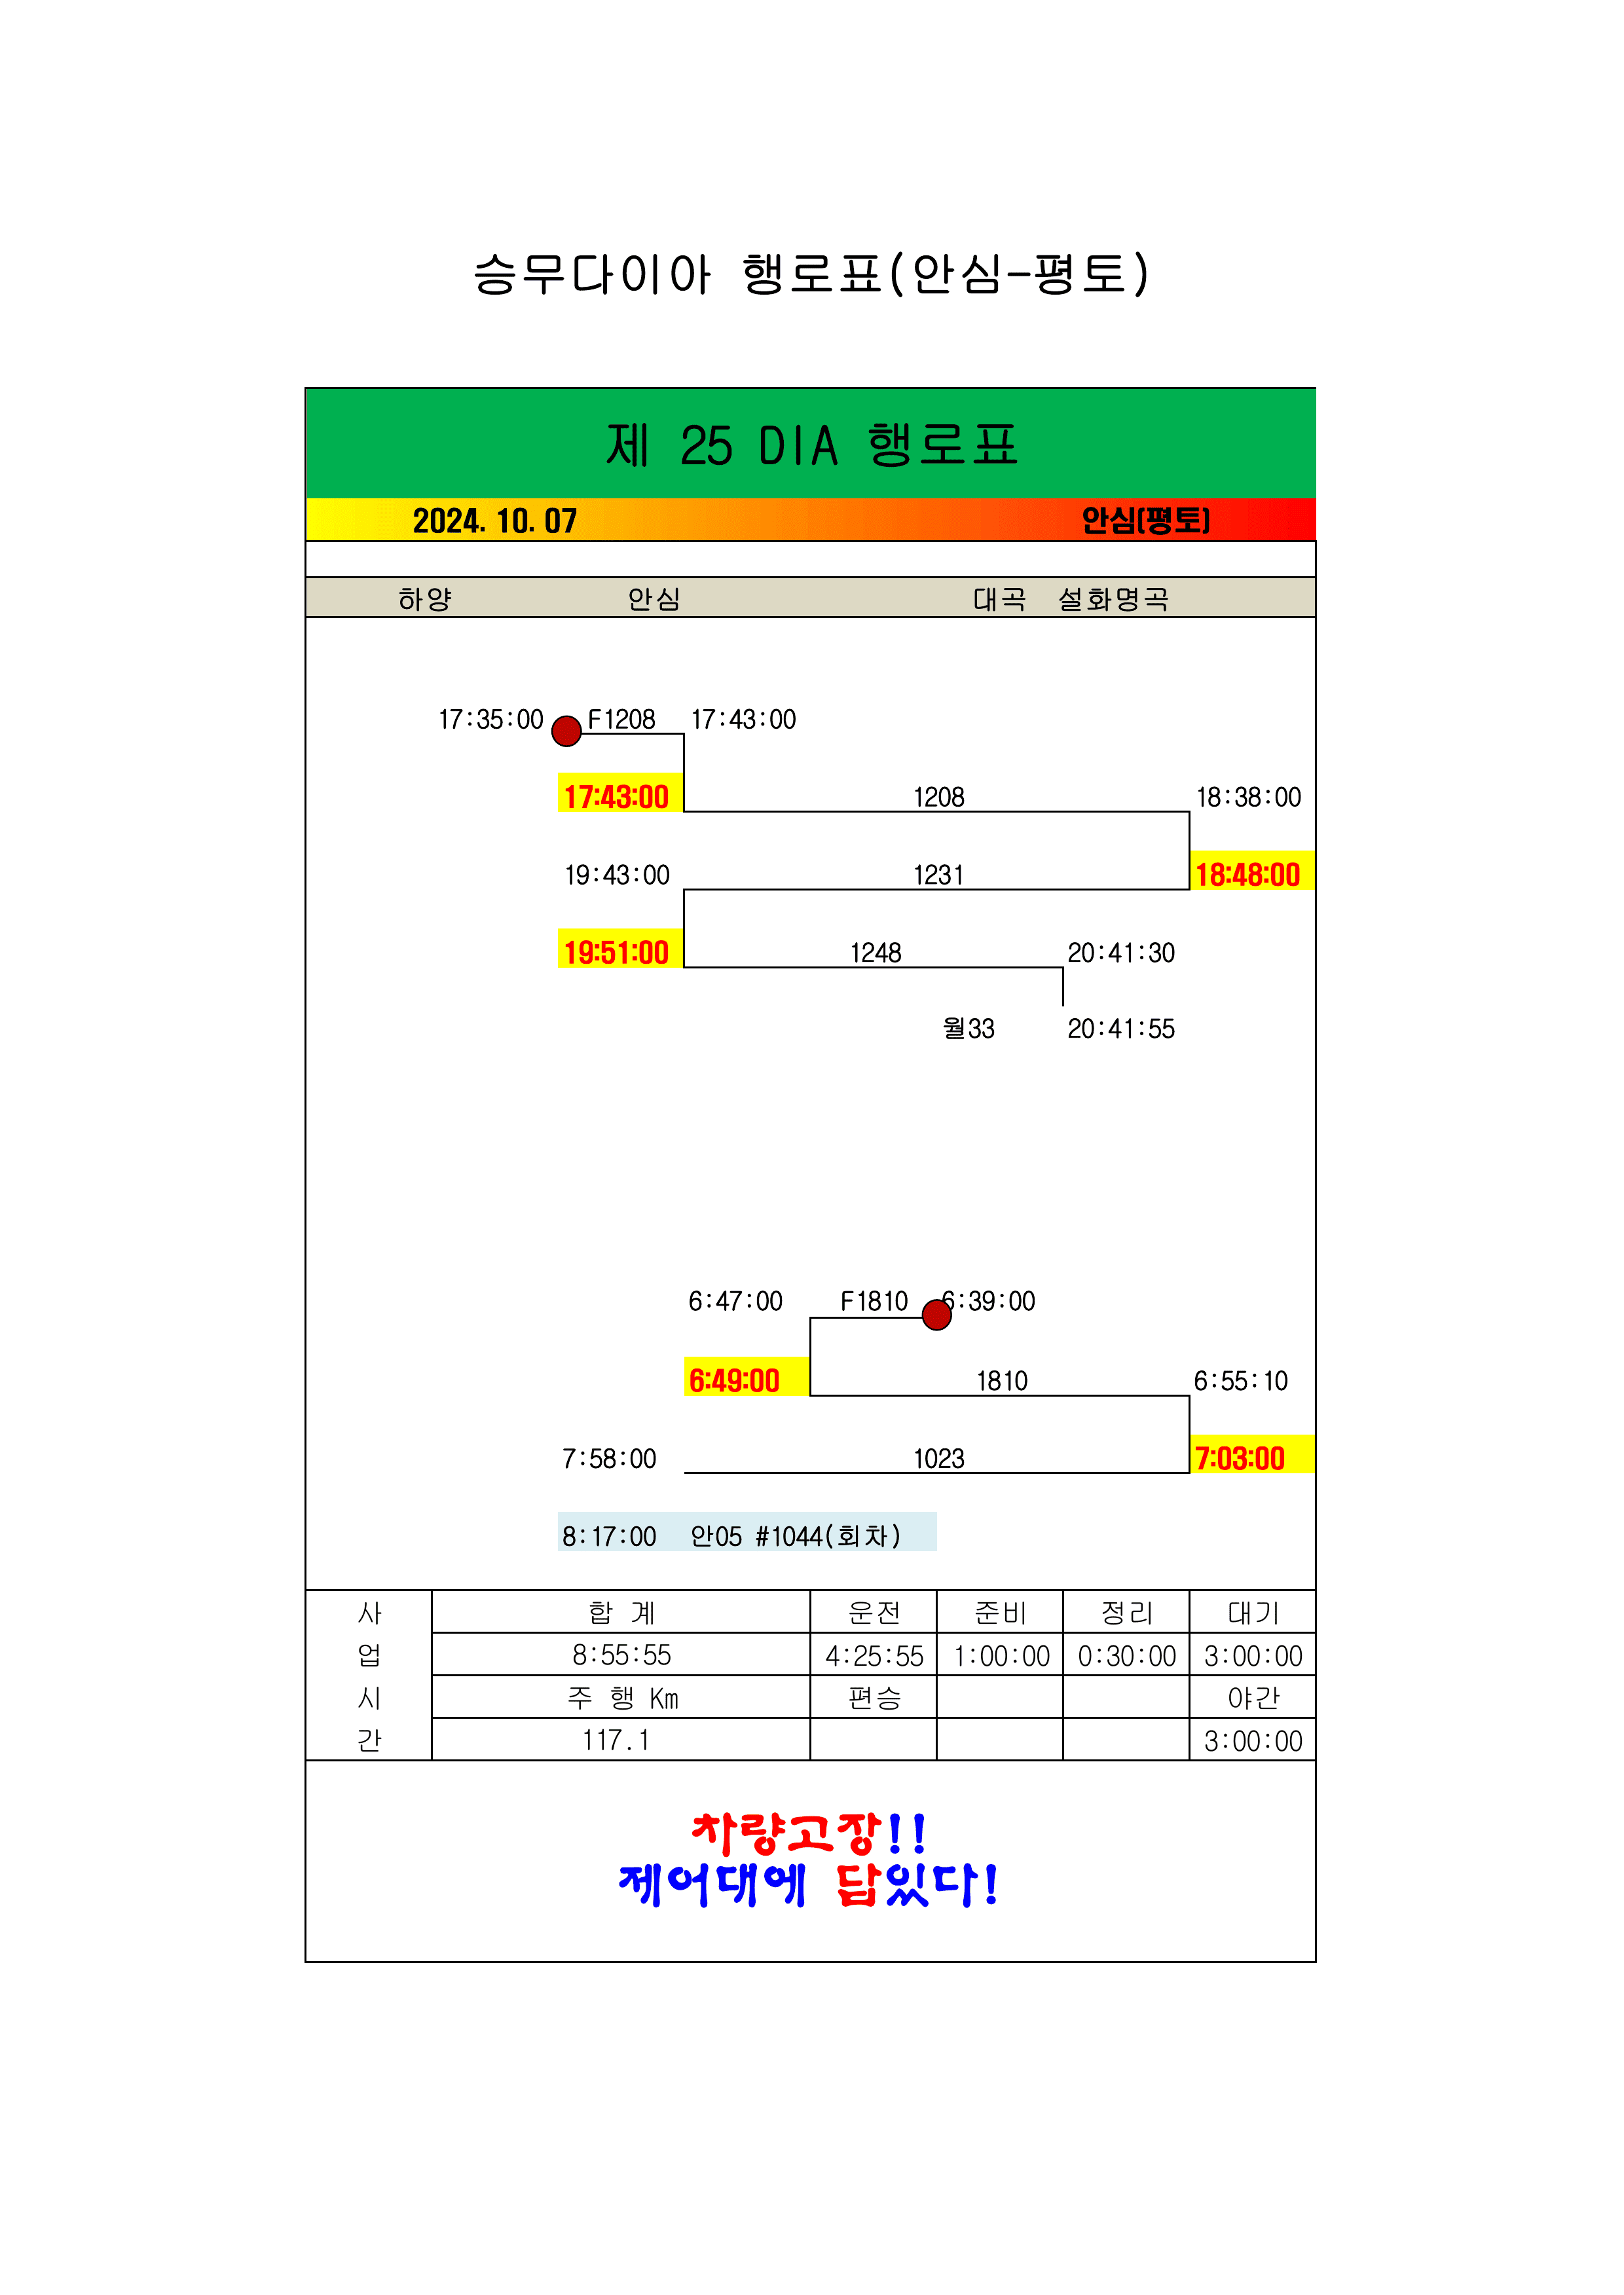 승무다이아 행로표(안심-평토)
제 25 DIA 행로표
2024. 10. 07 안심(평토)
하양 안심 대곡 설화명곡
17:35:00 F1208 17:43:00
17:43:00 1208 18:38:00
19:43:00 1231 18:48:00
19:51:00 1248 20:41:30
월33 20:41:55
6:47:00 F1810 6:39:00
6:49:00 1810 6:55:10
7:58:00 1023 7:03:00
8:17:00 안05 #1044(회차)
사 합 계 운전 준비 정리 대기
업 8:55:55 4:25:55 1:00:00 0:30:00 3:00:00
시 주 행 Km 편승 야간
간 117.1 3:00:00
차량고장!!
제어대에 답있다!